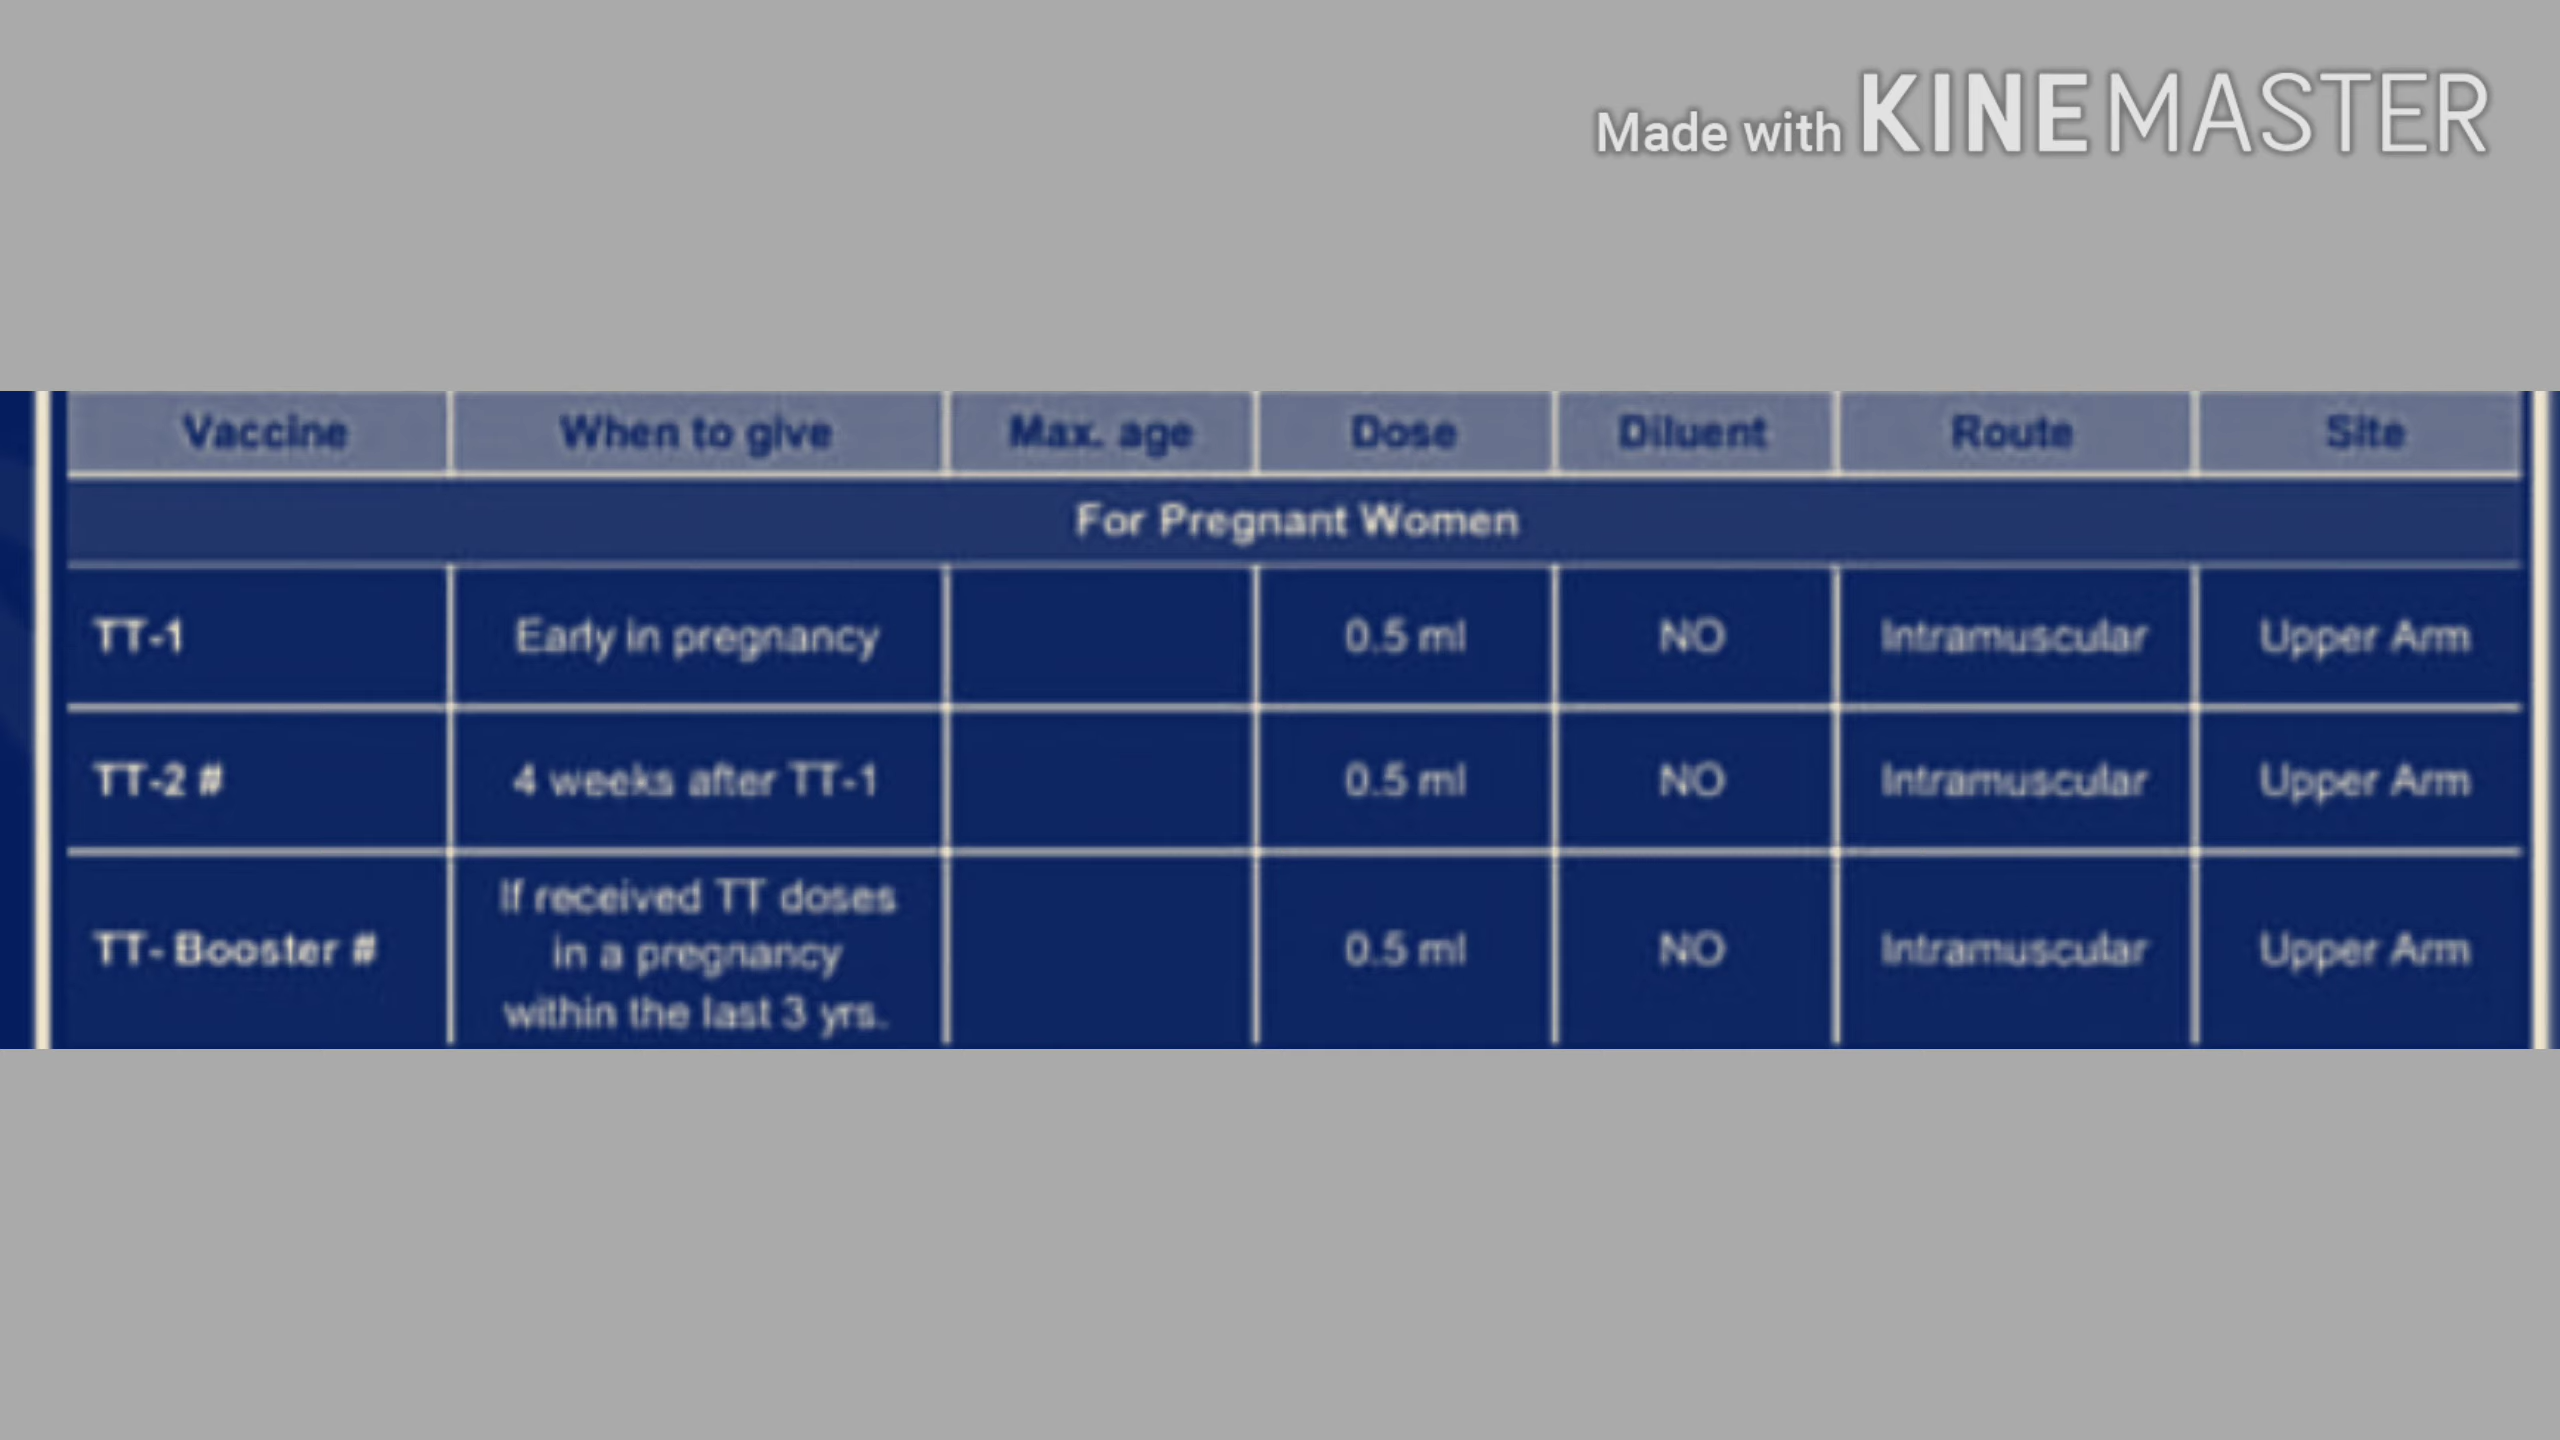 Made with KINEMASTER
Vaccine When to give Max. age Dose Diluent Route Site
For Pregnant Women
TT-1 Early in pregnancy 0.5 ml NO Intramuscular Upper Arm
TT-2 # 4 weeks after TT-1 0.5 ml NO Intramuscular Upper Arm
TT- Booster # If received TT doses
in a pregnancy
within the last 3 yrs. 0.5 ml NO Intramuscular Upper Arm